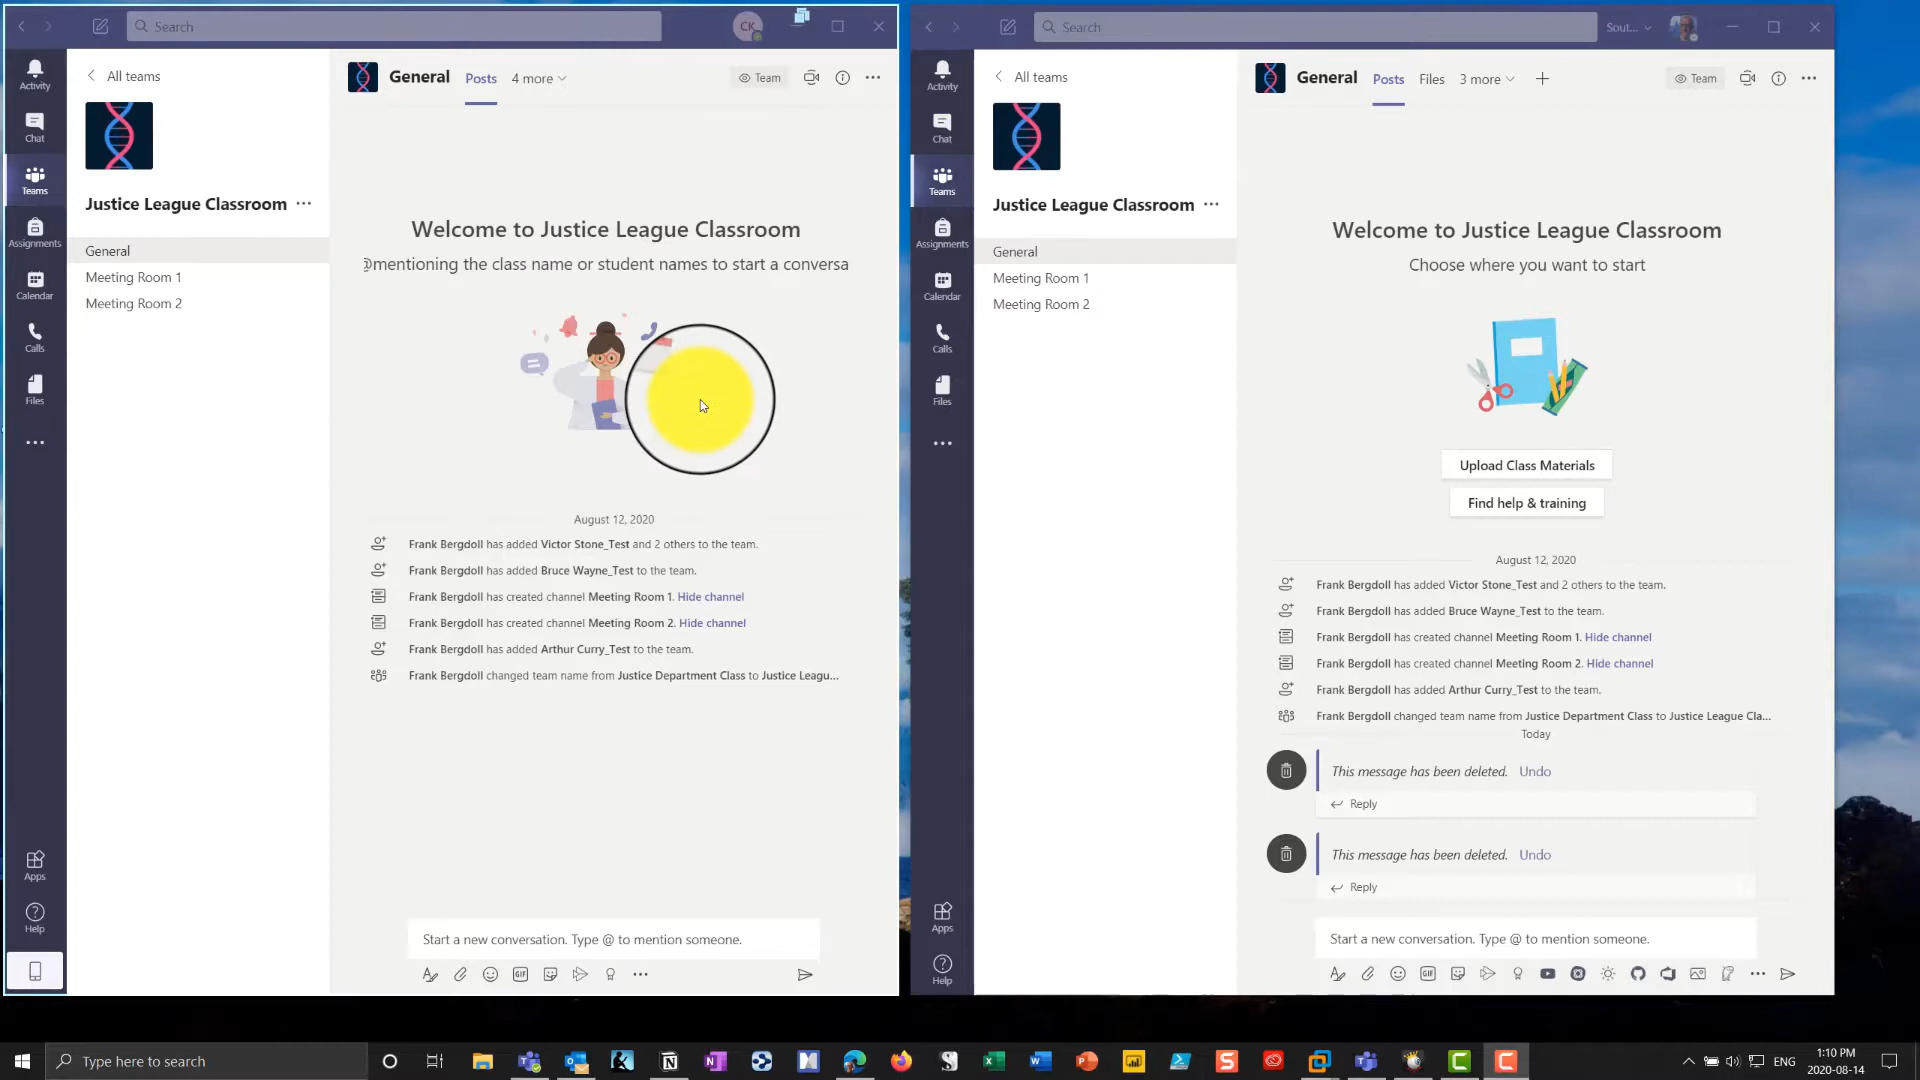 Search
CK
Activity
Chat
Teams
Assignments
Calendar
Calls
Files
Apps
Help
All teams
Justice League Classroom
General
Meeting Room 1
Meeting Room 2
General Posts 4 more Team
Welcome to Justice League Classroom
@mentioning the class name or student names to start a conversa
August 12, 2020
Frank Bergdoll has added Victor Stone_Test and 2 others to the team.
Frank Bergdoll has added Bruce Wayne_Test to the team.
Frank Bergdoll has created channel Meeting Room 1. Hide channel
Frank Bergdoll has created channel Meeting Room 2. Hide channel
Frank Bergdoll has added Arthur Curry_Test to the team.
Frank Bergdoll changed team name from Justice Department Class to Justice Leagu...
Start a new conversation. Type @ to mention someone.
GIF
Search
Sout...
Activity
Chat
Teams
Assignments
Calendar
Calls
Files
Apps
Help
All teams
Justice League Classroom
General
Meeting Room 1
Meeting Room 2
General Posts Files 3 more Team
Welcome to Justice League Classroom
Choose where you want to start
Upload Class Materials
Find help & training
August 12, 2020
Frank Bergdoll has added Victor Stone_Test and 2 others to the team.
Frank Bergdoll has added Bruce Wayne_Test to the team.
Frank Bergdoll has created channel Meeting Room 1. Hide channel
Frank Bergdoll has created channel Meeting Room 2. Hide channel
Frank Bergdoll has added Arthur Curry_Test to the team.
Frank Bergdoll changed team name from Justice Department Class to Justice League Cla...
Today
This message has been deleted. Undo
Reply
This message has been deleted. Undo
Reply
Start a new conversation. Type @ to mention someone.
GIF
Type here to search
ENG
1:10 PM
2020-08-14